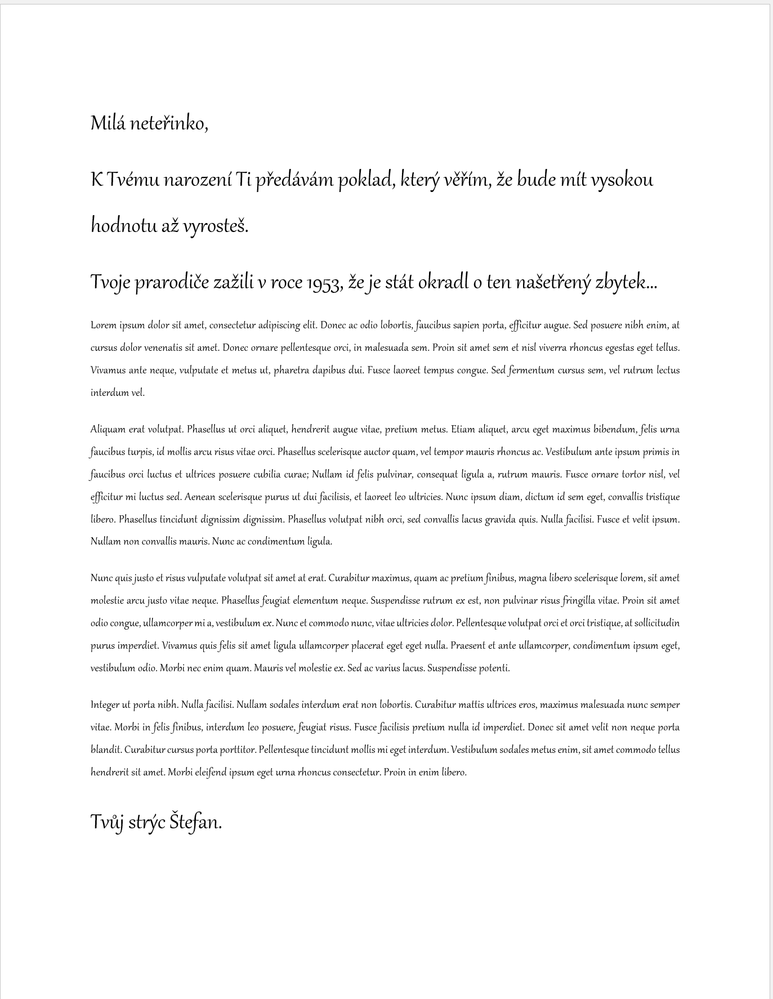 Milá neteřinko,
K Tvému narození Ti předávám poklad, který věřím, že bude mít vysokou
hodnotu až vyrosteš.
Tvoje prarodiče zažili v roce 1953, že je stát okradl o ten našetřený zbytek...
Lorem ipsum dolor sit amet, consectetur adipiscing elit. Donec ac odio lobortis, faucibus sapien porta, efficitur augue. Sed posuere nibh enim, at
cursus dolor venenatis sit amet. Donec ornare pellentesque orci, in malesuada sem. Proin sit amet sem et nisl viverra rhoncus egestas eget tellus.
Vivamus ante neque, vulputate et metus ut, pharetra dapibus dui. Fusce laoreet tempus congue. Sed fermentum cursus sem, vel rutrum lectus
interdum vel.
Aliquam erat volutpat. Phasellus ut orci aliquet, hendrerit augue vitae, pretium metus. Etiam aliquet, arcu eget maximus bibendum, felis urna
faucibus turpis, id mollis arcu risus vitae orci. Phasellus scelerisque auctor quam, vel tempor mauris rhoncus ac. Vestibulum ante ipsum primis in
faucibus orci luctus et ultrices posuere cubilia curae; Nullam id felis pulvinar, consequat ligula a, rutrum mauris. Fusce ornare tortor nisl, vel
efficitur mi luctus sed. Aenean scelerisque purus ut dui facilisis, et laoreet leo ultricies. Nunc ipsum diam, dictum id sem eget, convallis tristique
libero. Phasellus tincidunt dignissim dignissim. Phasellus volutpat nibh orci, sed convallis lacus gravida quis. Nulla facilisi. Fusce et velit ipsum.
Nullam non convallis mauris. Nunc ac condimentum ligula.
Nunc quis justo et risus vulputate volutpat sit amet at erat. Curabitur maximus, quam ac pretium finibus, magna libero scelerisque lorem, sit amet
molestie arcu justo vitae neque. Phasellus feugiat elementum neque. Suspendisse rutrum ex est, non pulvinar risus fringilla vitae. Proin sit amet
odio congue, ullamcorper mi a, vestibulum ex. Nunc et commodo nunc, vitae ultricies dolor. Pellentesque volutpat orci et orci tristique, at sollicitudin
purus imperdiet. Vivamus quis felis sit amet ligula ullamcorper placerat eget eget nulla. Praesent et ante ullamcorper, condimentum ipsum eget,
vestibulum odio. Morbi nec enim quam. Mauris vel molestie ex. Sed ac varius lacus. Suspendisse potenti.
Integer ut porta nibh. Nulla facilisi. Nullam sodales interdum erat non lobortis. Curabitur mattis ultrices eros, maximus malesuada nunc semper
vitae. Morbi in felis finibus, interdum leo posuere, feugiat risus. Fusce facilisis pretium nulla id imperdiet. Donec sit amet velit non neque porta
blandit. Curabitur cursus porta porttitor. Pellentesque tincidunt mollis mi eget interdum. Vestibulum sodales metus enim, sit amet commodo tellus
hendrerit sit amet. Morbi eleifend ipsum eget urna rhoncus consectetur. Proin in enim libero.
Tvůj strýc Štefan.